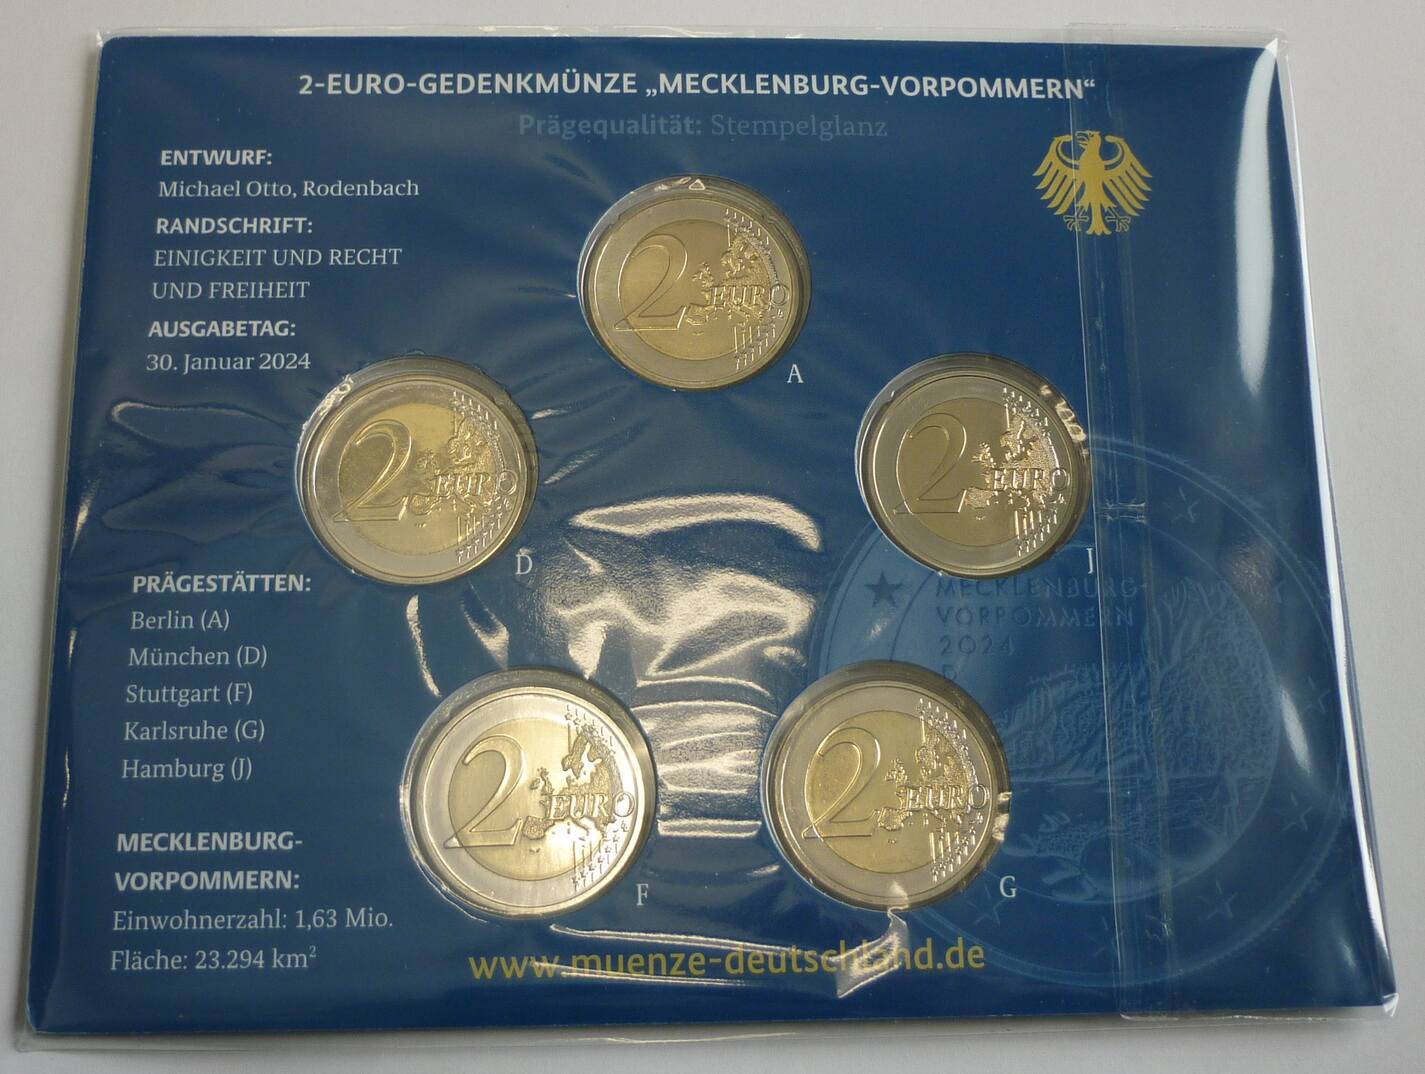 2-EURO-GEDENKMÜNZE „MECKLENBURG-VORPOMMERN“
Prägequalität: Stempelglanz
ENTWURF:
Michael Otto, Rodenbach
RANDSCHRIFT:
EINIGKEIT UND RECHT
UND FREIHEIT
AUSGABETAG:
30. Januar 2024
2 EURO
A
2 EURO
D
2 EURO
J
PRÄGESTÄTTEN:
Berlin (A)
München (D)
Stuttgart (F)
Karlsruhe (G)
Hamburg (J)
MECKLENBURG-
VORPOMMERN
2024
D
2 EURO
F
2 EURO
G
MECKLENBURG-
VORPOMMERN:
Einwohnerzahl: 1,63 Mio.
Fläche: 23.294 km²
www.muenze-deutschland.de